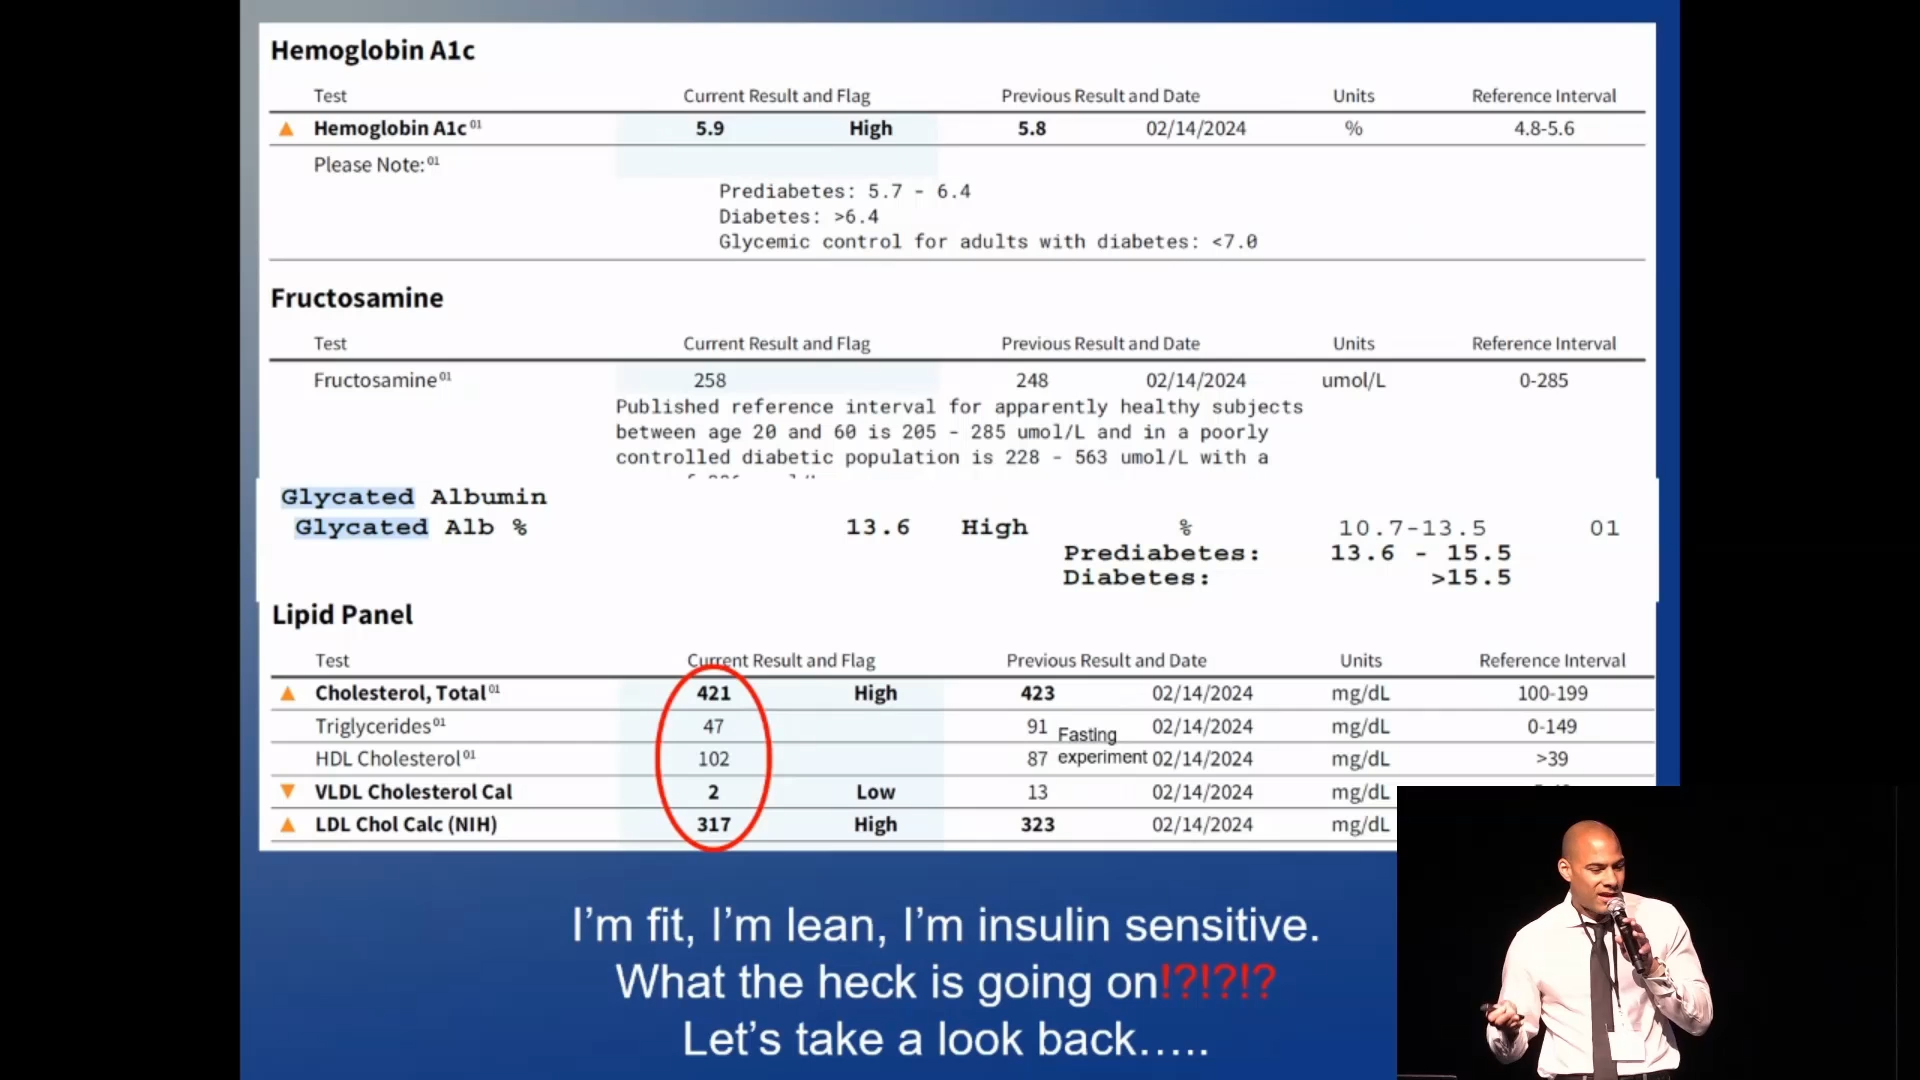 Hemoglobin A1c
Test Current Result and Flag Previous Result and Date Units Reference Interval
Hemoglobin A1c 01 5.9 High 5.8 02/14/2024 % 4.8-5.6
Please Note: 01
Prediabetes: 5.7 - 6.4
Diabetes: >6.4
Glycemic control for adults with diabetes: <7.0
Fructosamine
Test Current Result and Flag Previous Result and Date Units Reference Interval
Fructosamine 01 258 248 02/14/2024 umol/L 0-285
Published reference interval for apparently healthy subjects
between age 20 and 60 is 205 - 285 umol/L and in a poorly
controlled diabetic population is 228 - 563 umol/L with a
Glycated Albumin
Glycated Alb % 13.6 High % 10.7-13.5 01
Prediabetes: 13.6 - 15.5
Diabetes: >15.5
Lipid Panel
Test Current Result and Flag Previous Result and Date Units Reference Interval
Cholesterol, Total 01 421 High 423 02/14/2024 mg/dL 100-199
Triglycerides 01 47 91 02/14/2024 mg/dL 0-149
Fasting
experiment
HDL Cholesterol 01 102 87 02/14/2024 mg/dL >39
VLDL Cholesterol Cal 2 Low 13 02/14/2024 mg/dL
LDL Chol Calc (NIH) 317 High 323 02/14/2024 mg/dL
I'm fit, I'm lean, I'm insulin sensitive.
What the heck is going on!?!?!?
Let's take a look back.....